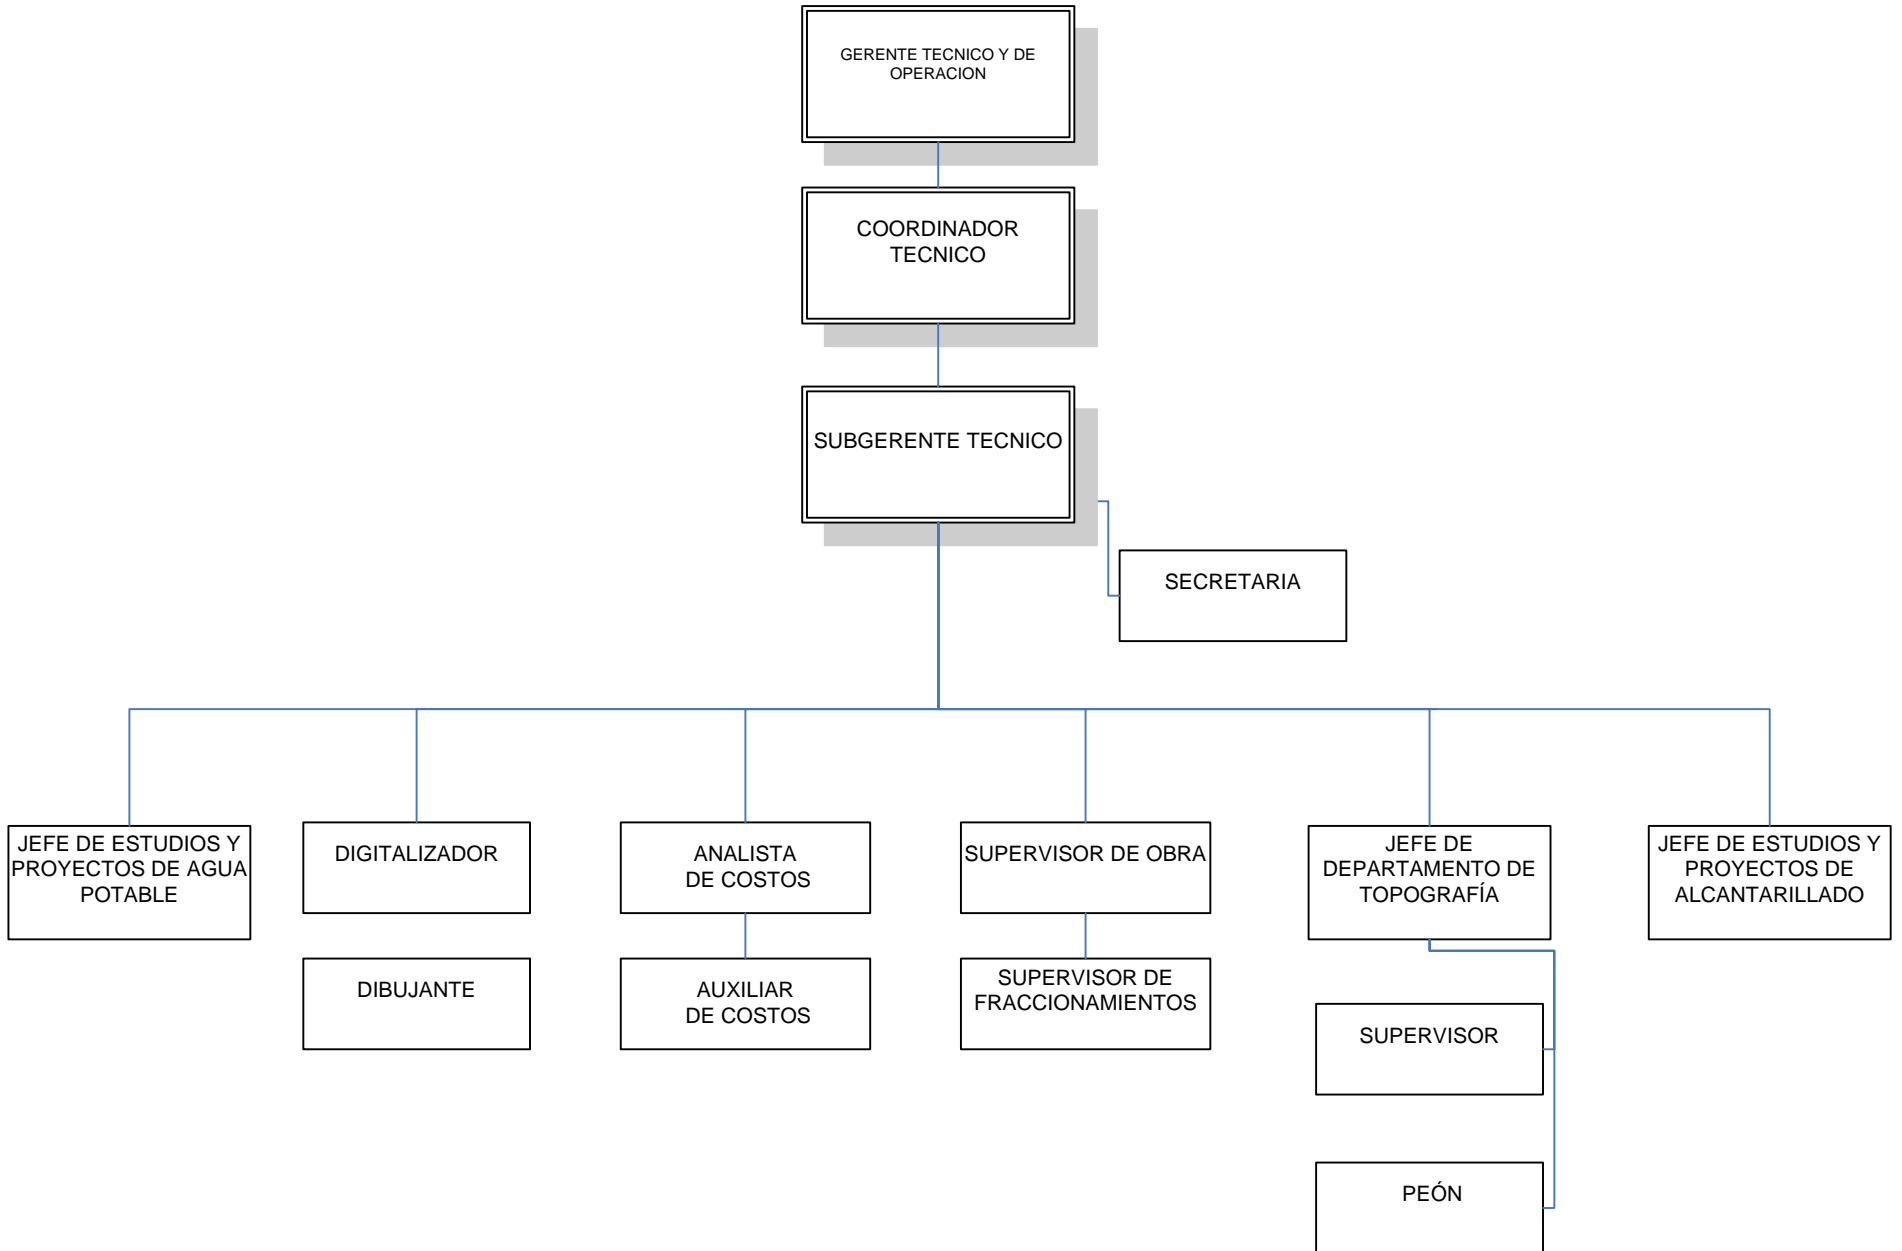 GERENTE TECNICO Y DE
OPERACION
COORDINADOR
TECNICO
SUBGERENTE TECNICO
SECRETARIA
JEFE DE ESTUDIOS Y
PROYECTOS DE AGUA
POTABLE
DIGITALIZADOR
ANALISTA
DE COSTOS
SUPERVISOR DE OBRA
JEFE DE
DEPARTAMENTO DE
TOPOGRAFÍA
JEFE DE ESTUDIOS Y
PROYECTOS DE
ALCANTARILLADO
DIBUJANTE
AUXILIAR
DE COSTOS
SUPERVISOR DE
FRACCIONAMIENTOS
SUPERVISOR
PEÓN